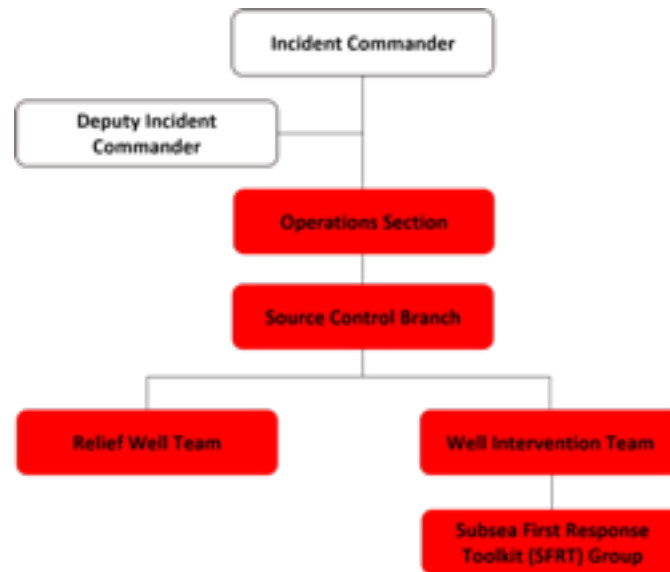 Incident Commander
Deputy Incident
Commander
Operations Section
Source Control Branch
Relief Well Team
Well Intervention Team
Subsea First Response
Toolkit (SFRT) Group